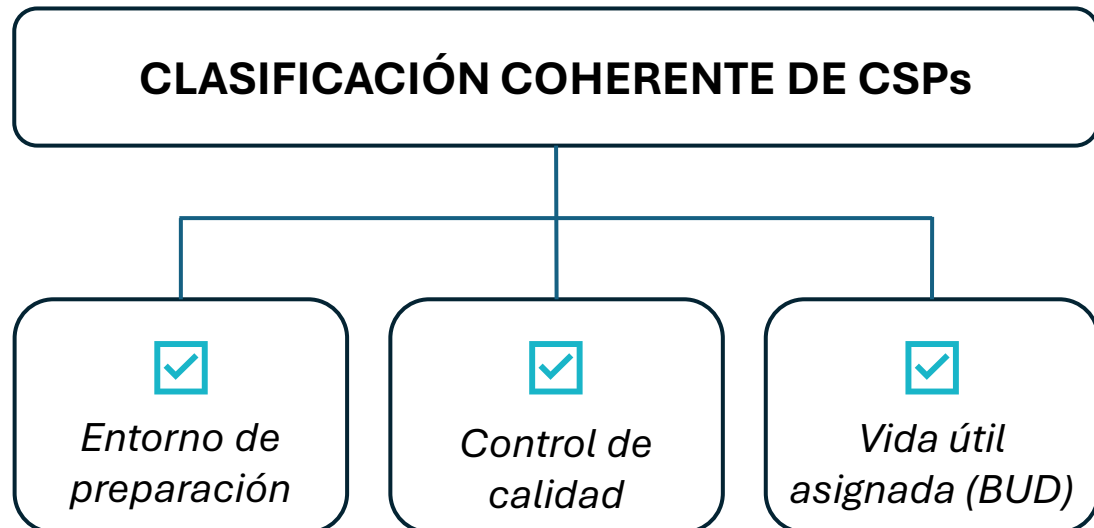 CLASIFICACIÓN COHERENTE DE CSPs
Entorno de
preparación
Control de
calidad
Vida útil
asignada (BUD)